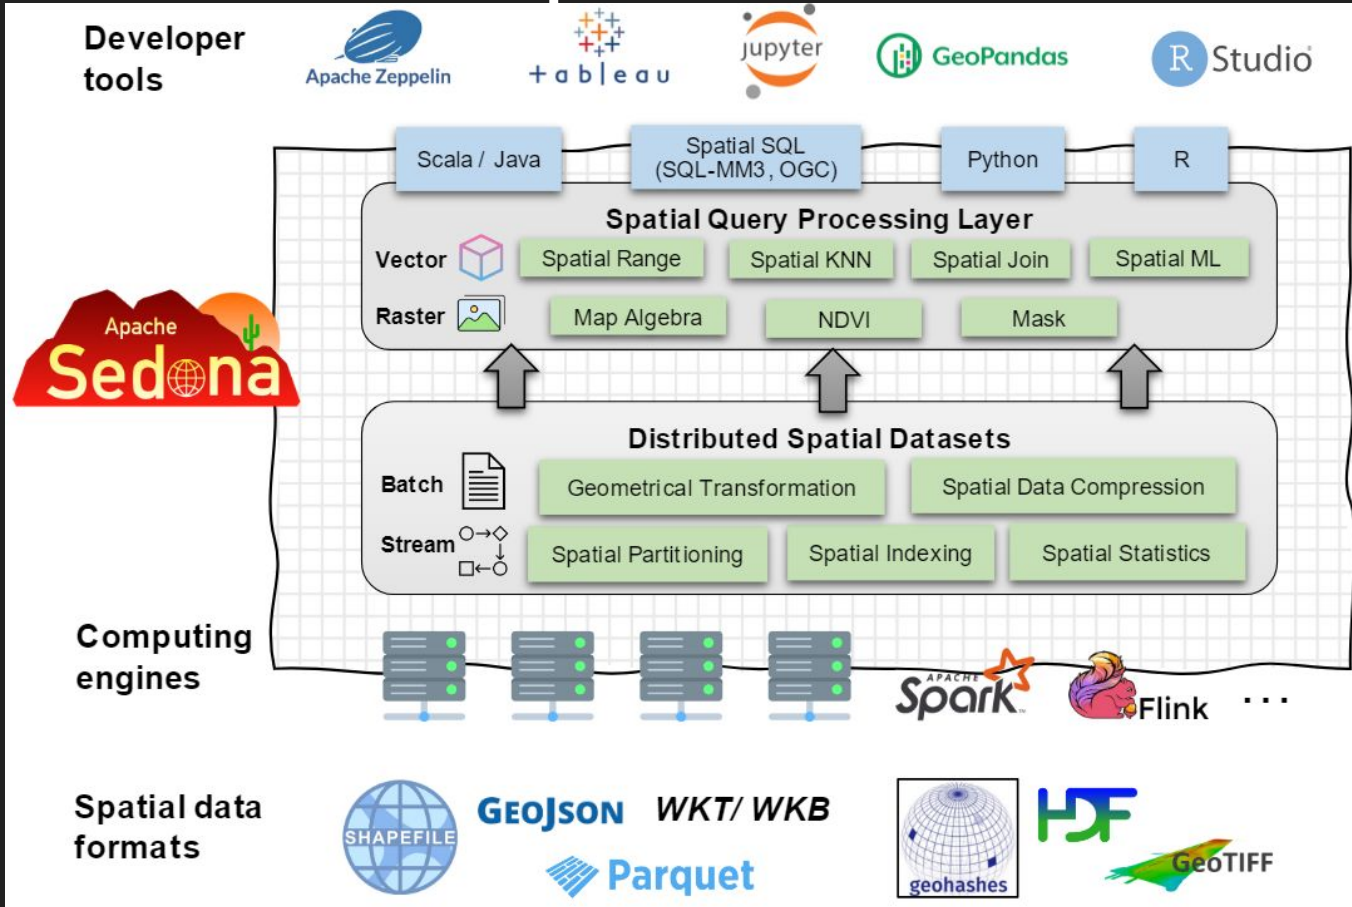 Developer
tools
Apache Zeppelin
+ a b | e a u
Jupyter
GeoPandas
R Studio
Scala / Java
Spatial SQL
(SQL-MM3, OGC)
Python
R
Spatial Query Processing Layer
Vector
Spatial Range
Spatial KNN
Spatial Join
Spatial ML
Raster
Map Algebra
NDVI
Mask
Apache
Sedona
Distributed Spatial Datasets
Batch
Geometrical Transformation
Spatial Data Compression
Stream
Spatial Partitioning
Spatial Indexing
Spatial Statistics
Computing
engines
APACHE
Spark™
Flink
...
Spatial data
formats
SHAPEFILE
GEOJSON
WKT/ WKB
Parquet
geohashes
HDF
GeoTIFF